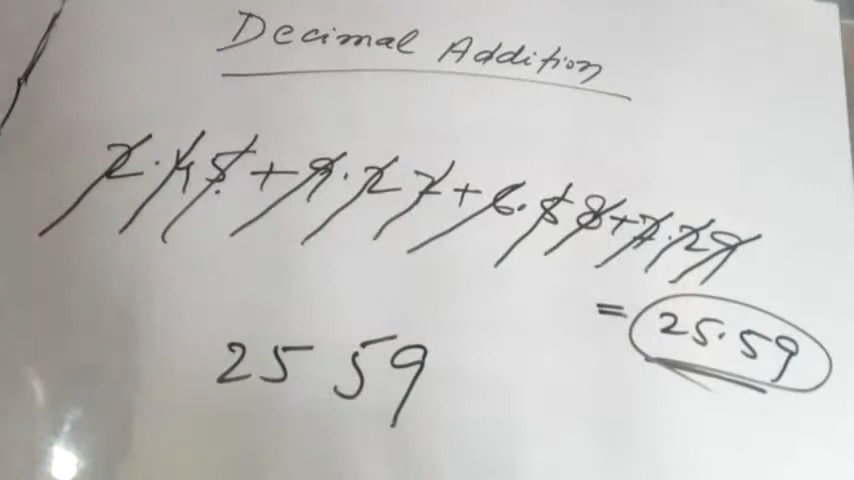 Decimal Addition
2.45 + 9.27 + 6.58 + 7.29
= 25.59
25 59